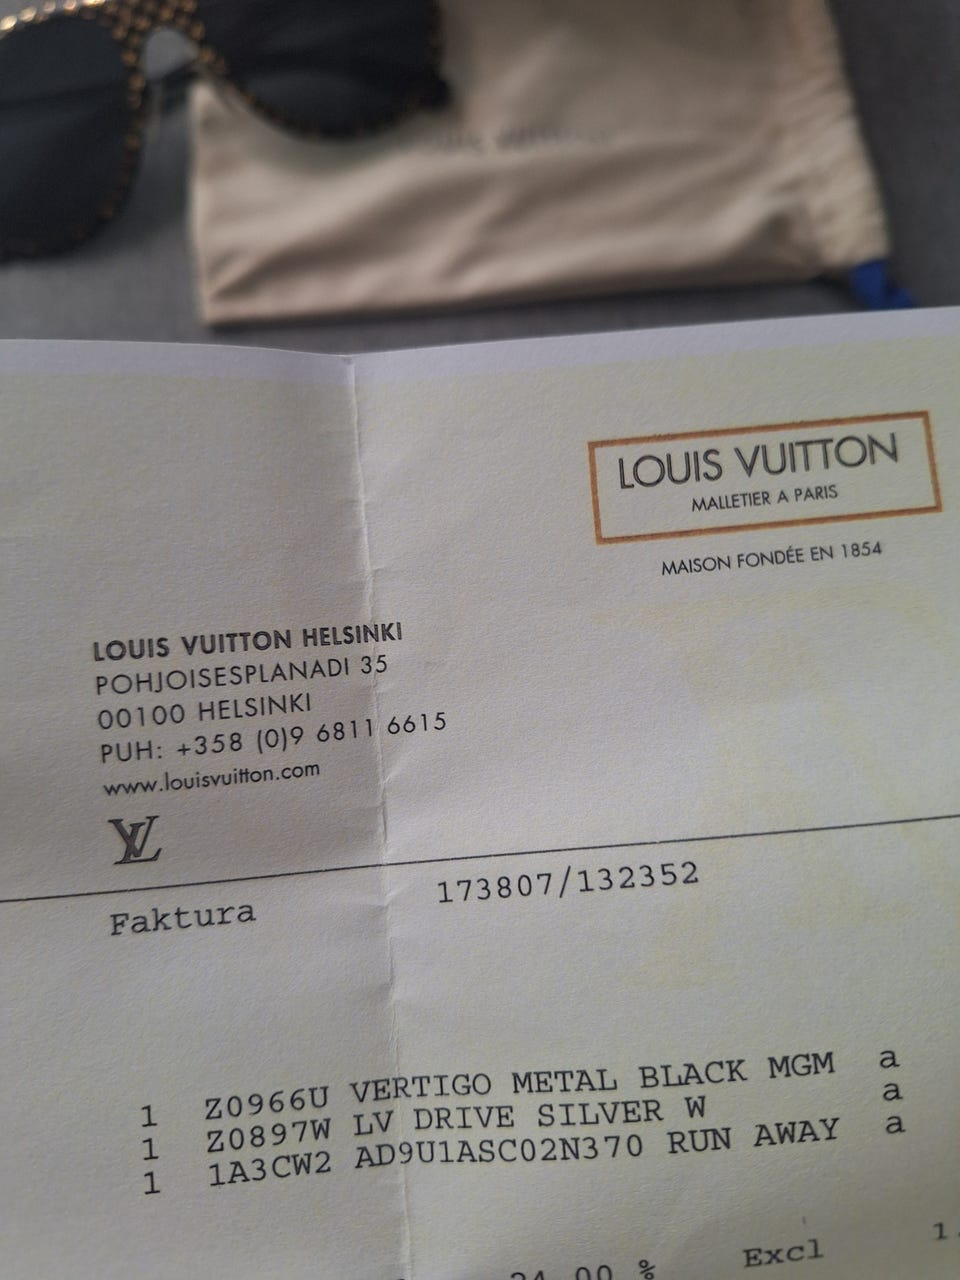 LOUIS VUITTON
MALLETIER A PARIS
MAISON FONDÉE EN 1854
LOUIS VUITTON HELSINKI
POHJOISESPLANADI 35
00100 HELSINKI
PUH: +358 (0)9 6811 6615
www.louisvuitton.com
LV
Faktura 173807/132352
1 Z0966U VERTIGO METAL BLACK MGM a
1 Z0897W LV DRIVE SILVER W a
1 1A3CW2 AD9U1ASC02N370 RUN AWAY a
24.00 % Excl